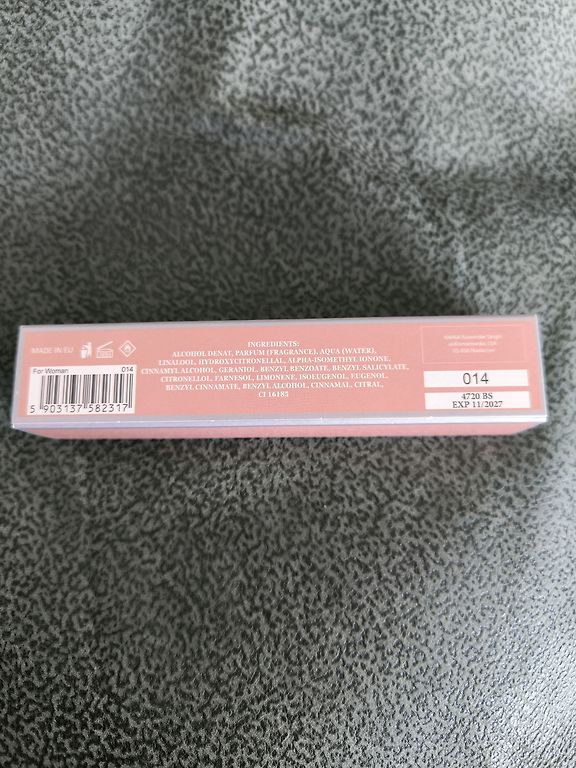 MADE IN EU
For Woman 014
5 903137 582317
INGREDIENTS:
ALCOHOL DENAT, PARFUM (FRAGRANCE), AQUA (WATER),
LINALOOL, HYDROXYCITRONELLAL, ALPHA-ISOMETHYL IONONE,
CINNAMYL ALCOHOL, GERANIOL, BENZYL BENZOATE, BENZYL SALICYLATE,
CITRONELLOL, FARNESOL, LIMONENE, ISOEUGENOL, EUGENOL,
BENZYL CINNAMATE, BENZYL ALCOHOL, CINNAMAL, CITRAL,
CI 16185
014
4720 BS
EXP 11/2027